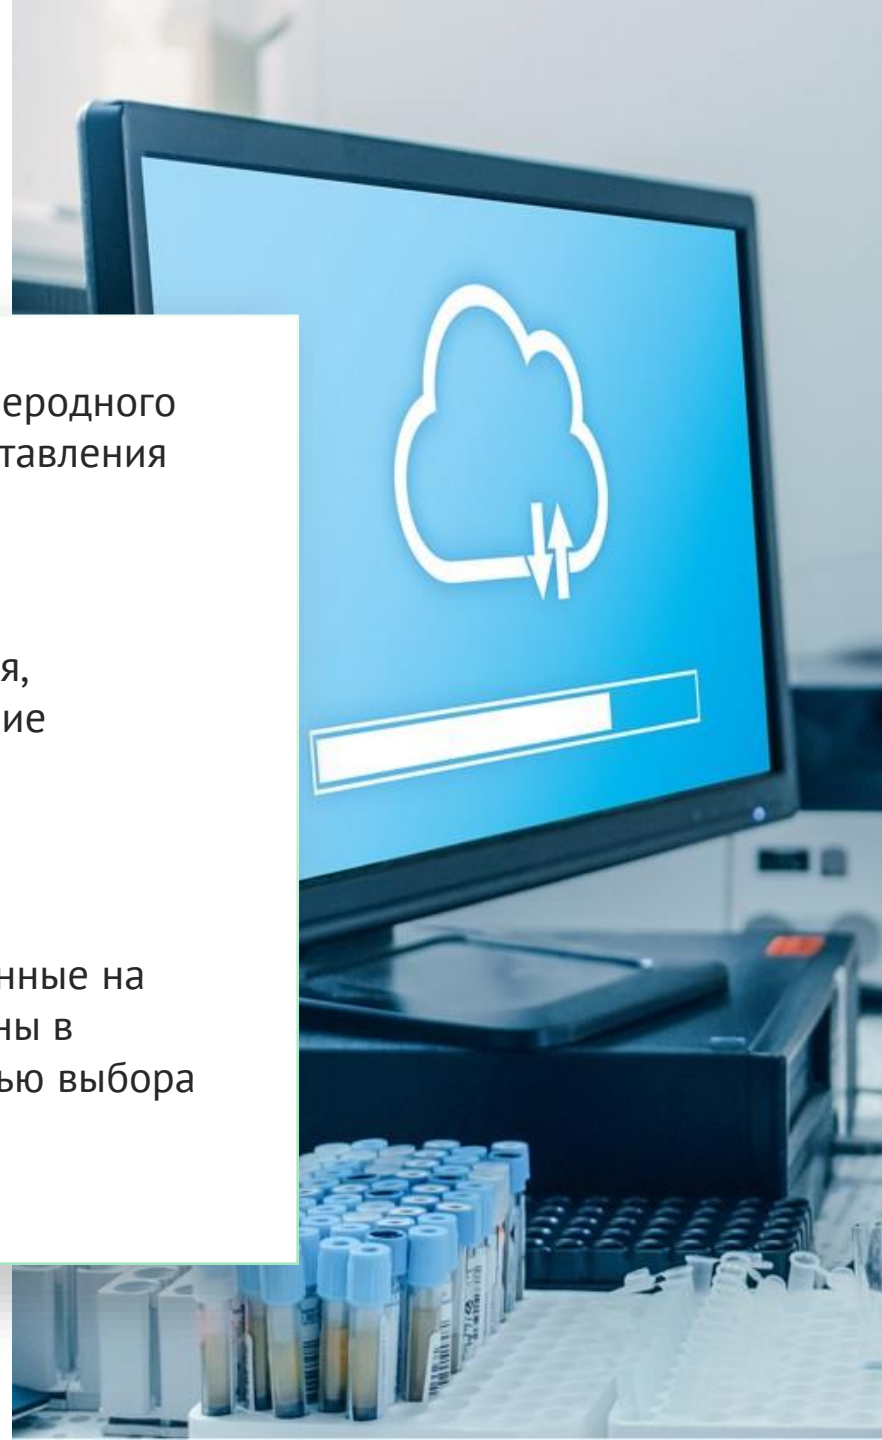 еродного
тавления
я,
ие
нные на
ны в
ью выбора